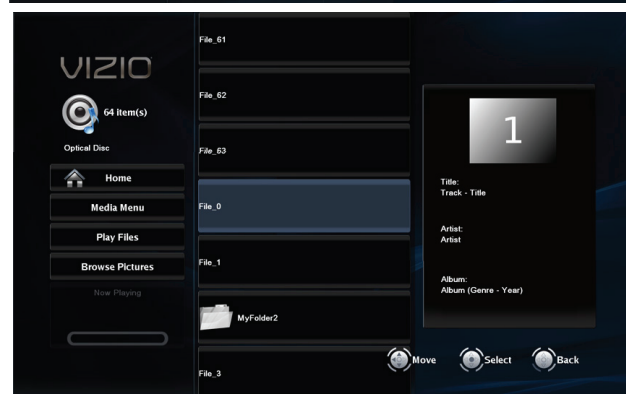 VIZIO
64 item(s)
Optical Disc
Home
Media Menu
Play Files
Browse Pictures
Now Playing
File_61
File_62
File_63
File_0
File_1
MyFolder2
File_3
1
Title:
Track - Title
Artist:
Artist
Album:
Album (Genre - Year)
Move
Select
Back